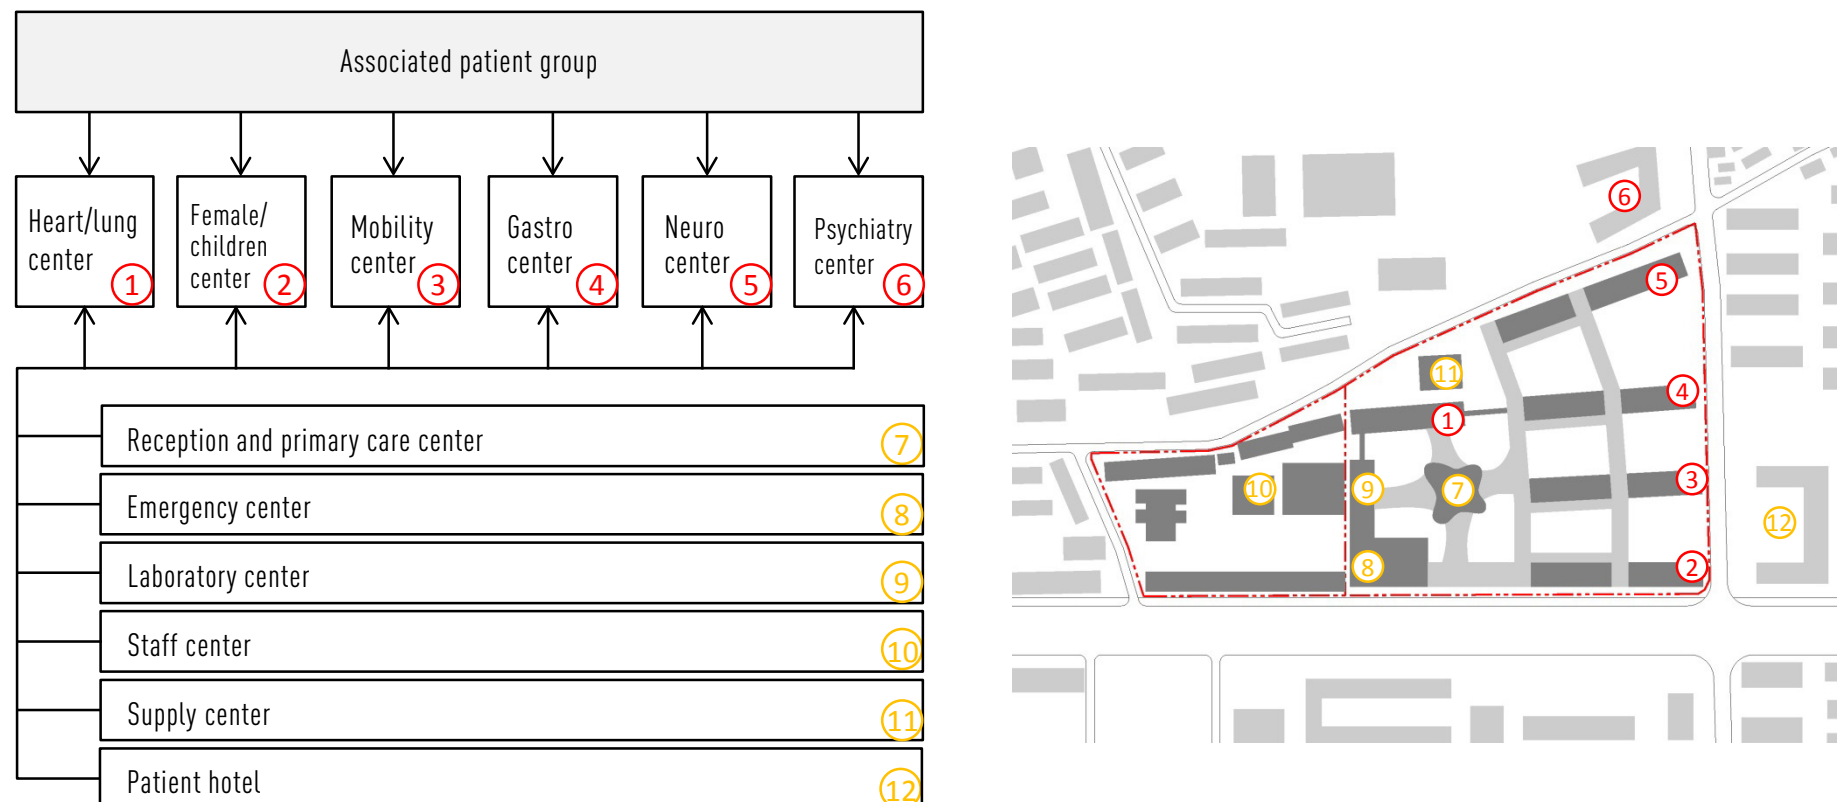 Associated patient group
Heart/lung
center
1
Female/
children
center
2
Mobility
center
3
Gastro
center
4
Neuro
center
5
Psychiatry
center
6
Reception and primary care center
7
Emergency center
8
Laboratory center
9
Staff center
10
Supply center
11
Patient hotel
12
6
5
11
4
1
3
10
9
7
12
8
2